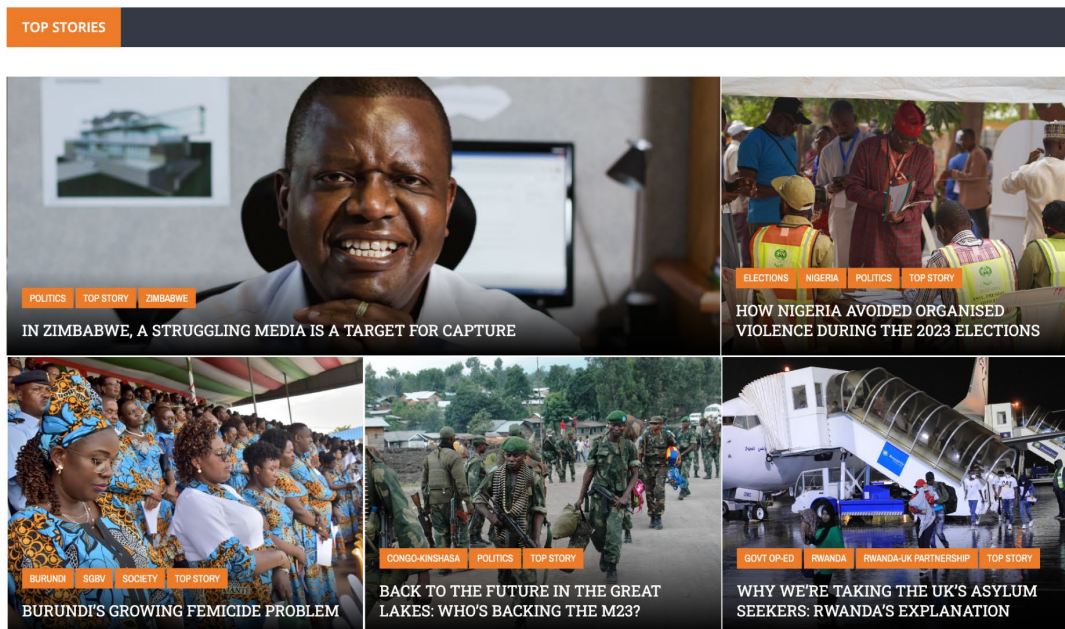 TOP STORIES
POLITICS TOP STORY ZIMBABWE
IN ZIMBABWE, A STRUGGLING MEDIA IS A TARGET FOR CAPTURE
ELECTIONS NIGERIA POLITICS TOP STORY
HOW NIGERIA AVOIDED ORGANISED
VIOLENCE DURING THE 2023 ELECTIONS
BURUNDI SGBV SOCIETY TOP STORY
BURUNDI'S GROWING FEMICIDE PROBLEM
CONGO-KINSHASA POLITICS TOP STORY
BACK TO THE FUTURE IN THE GREAT
LAKES: WHO'S BACKING THE M23?
GOVT OP-ED RWANDA RWANDA-UK PARTNERSHIP TOP STORY
WHY WE'RE TAKING THE UK'S ASYLUM
SEEKERS: RWANDA'S EXPLANATION